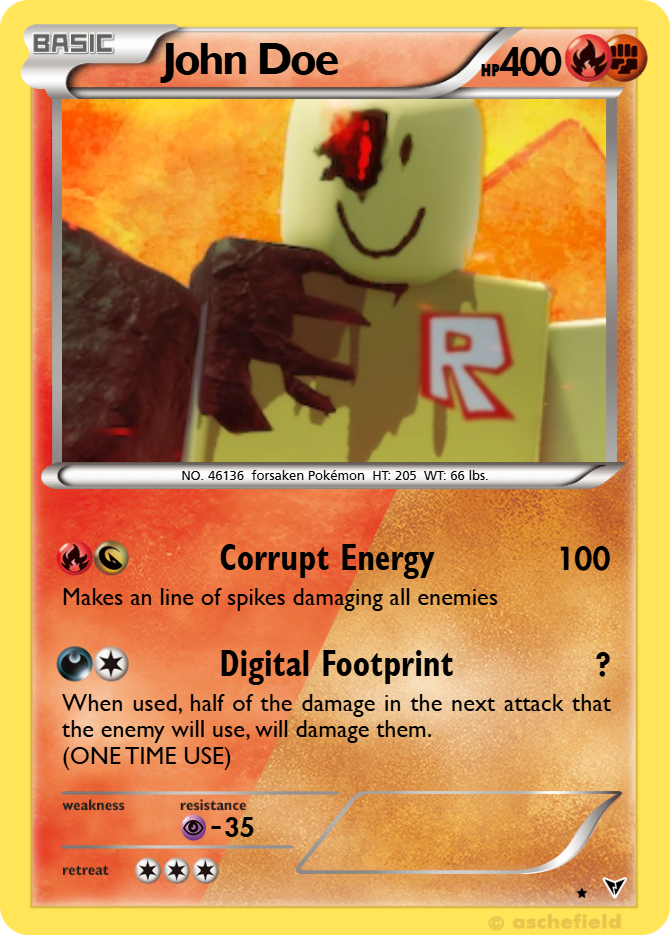 BASIC
John Doe
HP400
R
NO. 46136 forsaken Pokémon HT: 205 WT: 66 lbs.
Corrupt Energy 100
Makes an line of spikes damaging all enemies
Digital Footprint ?
When used, half of the damage in the next attack that
the enemy will use, will damage them.
(ONE TIME USE)
weakness resistance
-35
retreat
© aschefield